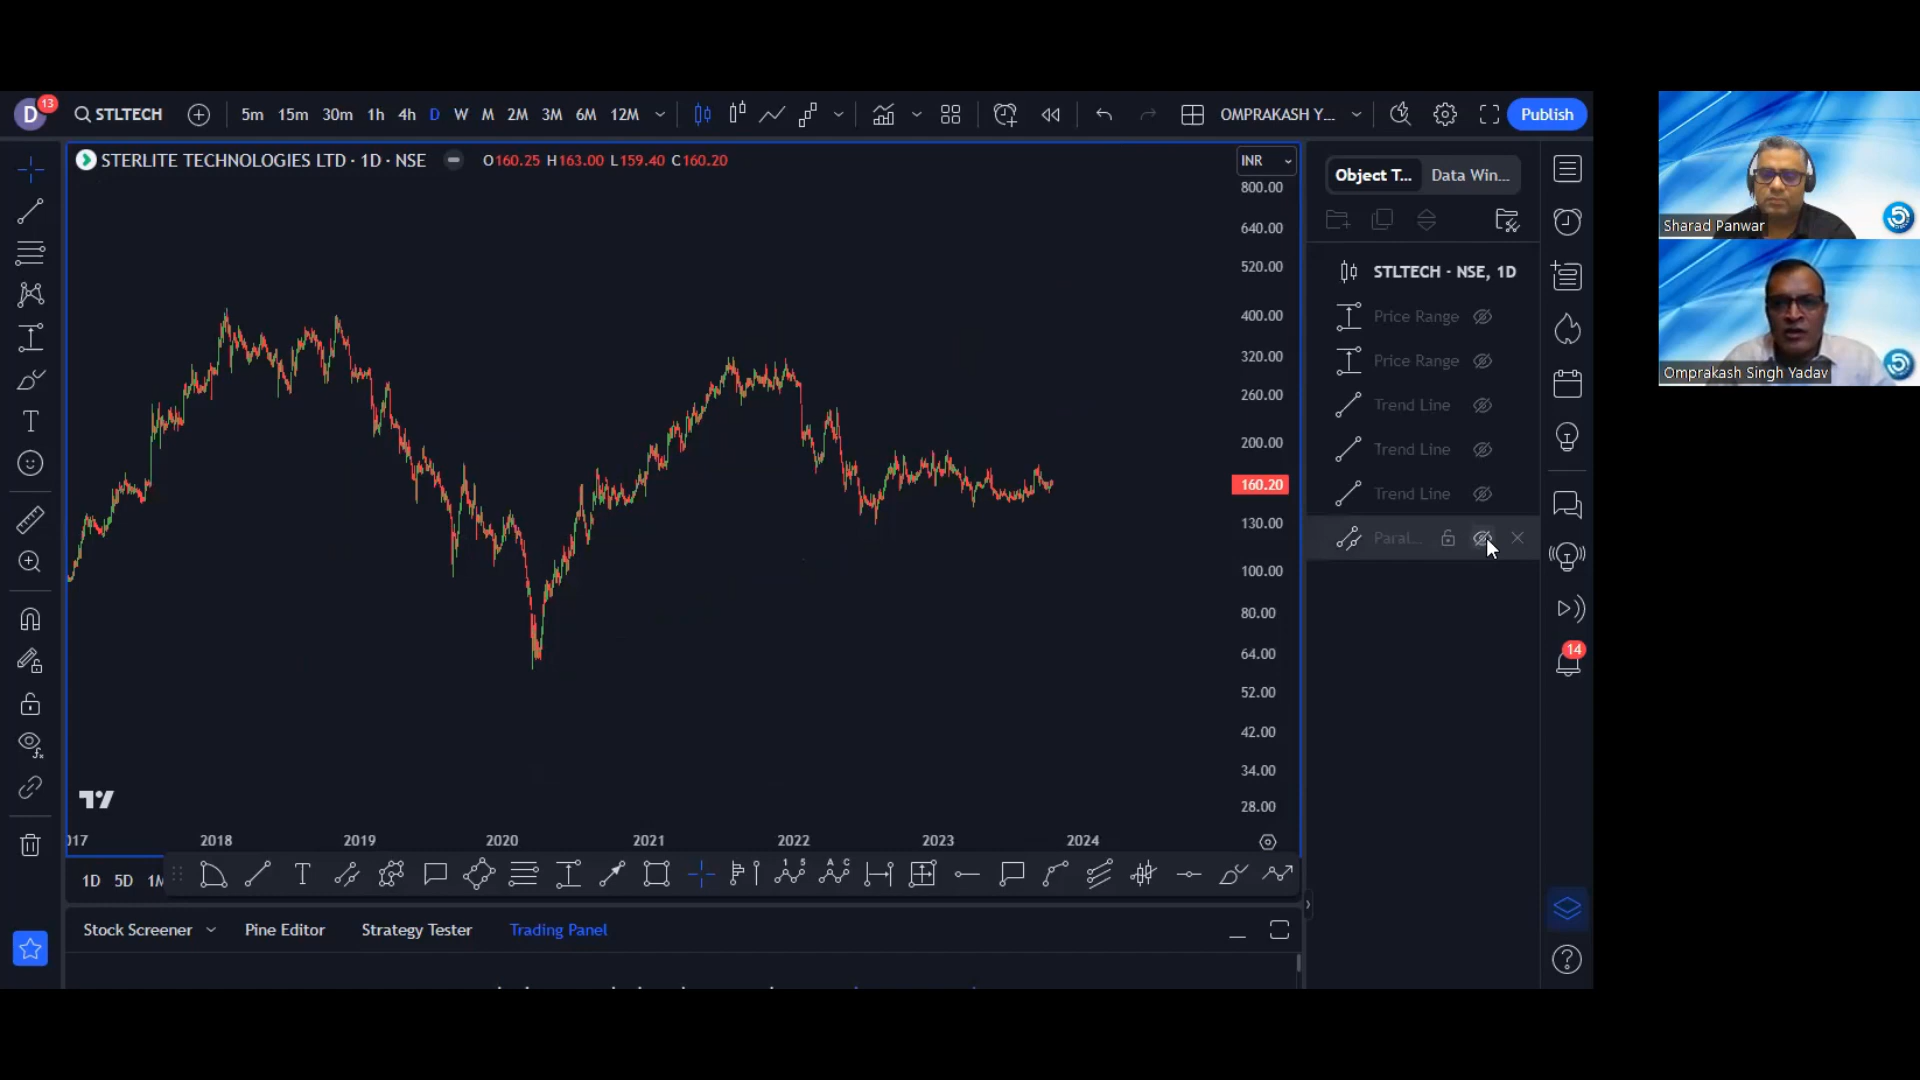 D
13
STLTECH
5m 15m 30m 1h 4h D W M 2M 3M 6M 12M
OMPRAKASH Y...
Publish
STERLITE TECHNOLOGIES LTD · 1D · NSE
O160.25 H163.00 L159.40 C160.20
INR
800.00
640.00
520.00
400.00
320.00
260.00
200.00
160.20
130.00
100.00
80.00
64.00
52.00
42.00
34.00
28.00
017 2018 2019 2020 2021 2022 2023 2024
Object T... Data Win...
STLTECH · NSE, 1D
Price Range
Price Range
Trend Line
Trend Line
Trend Line
Paral...
14
1D 5D 1M
Stock Screener Pine Editor Strategy Tester Trading Panel
Sharad Panwar
5
Omprakash Singh Yadav
5